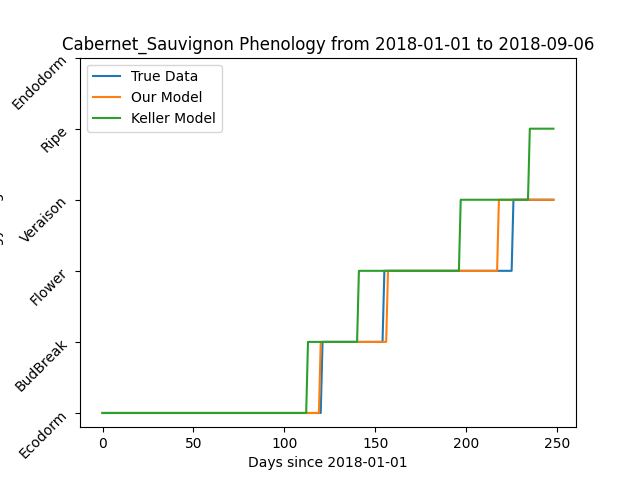 Cabernet_Sauvignon Phenology from 2018-01-01 to 2018-09-06
True Data
Our Model
Keller Model
Endodorm
Ripe
Veraison
Flower
BudBreak
Ecodorm
0 50 100 150 200 250
Days since 2018-01-01